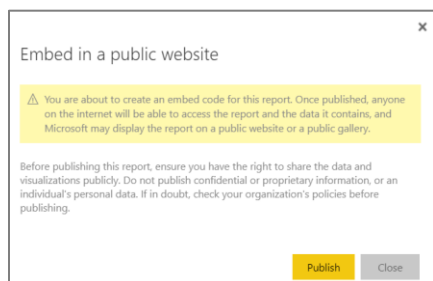 Embed in a public website
You are about to create an embed code for this report. Once published, anyone
on the internet will be able to access the report and the data it contains, and
Microsoft may display the report on a public website or a public gallery.
Before publishing this report, ensure you have the right to share the data and
visualizations publicly. Do not publish confidential or proprietary information, or an
individual's personal data. If in doubt, check your organization's policies before
publishing.
Publish Close